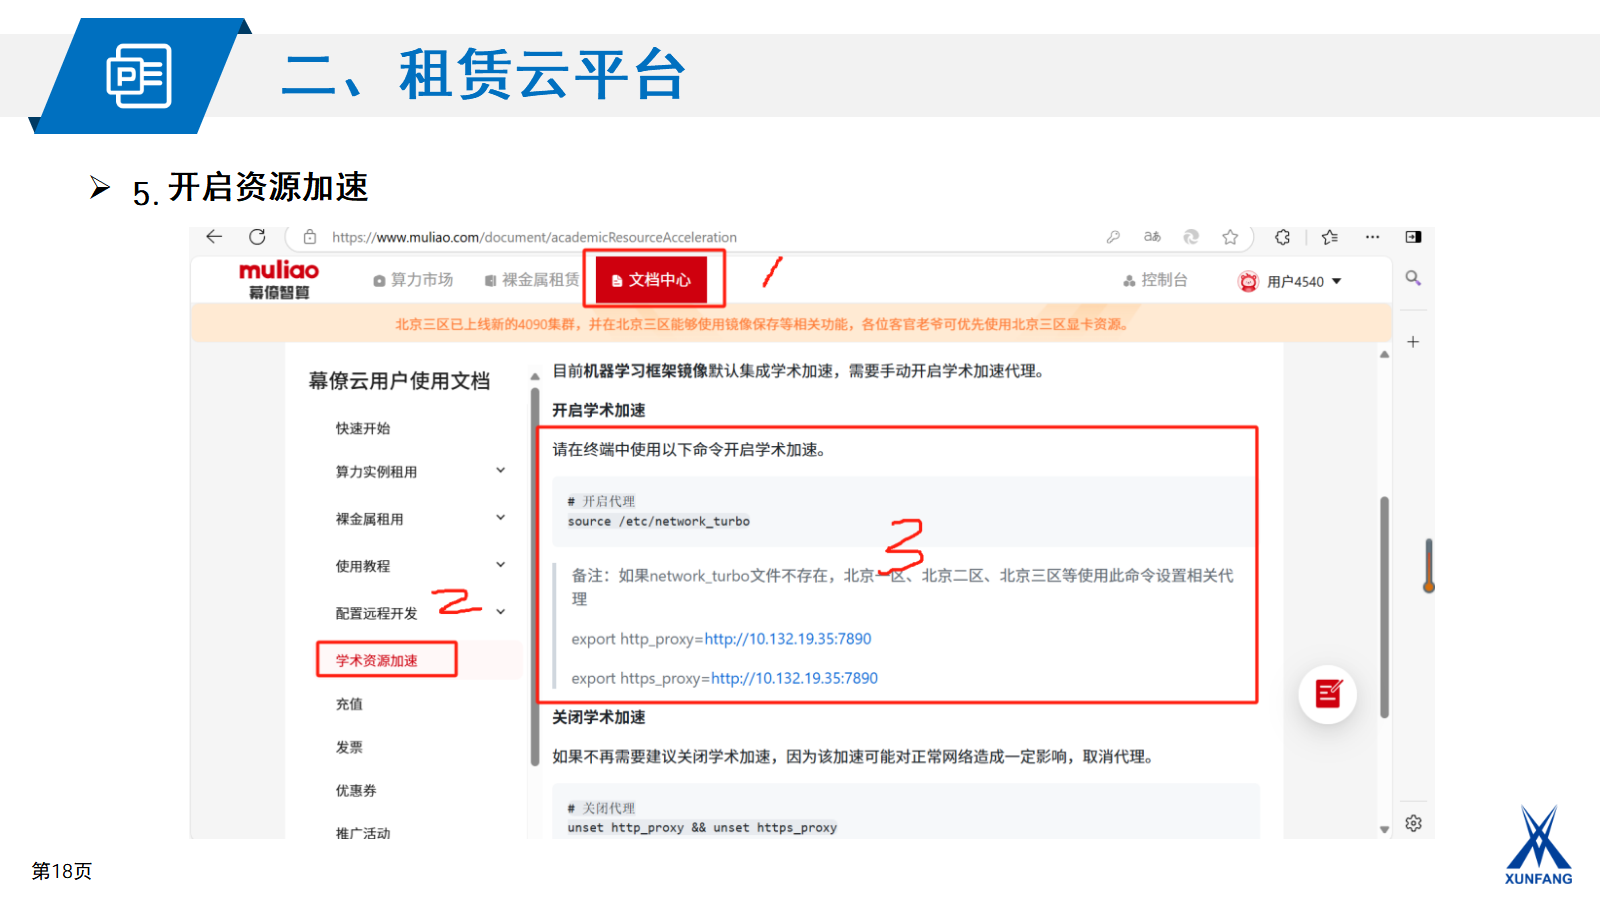 二、租赁云平台
➢ 5. 开启资源加速
https://www.muliao.com/document/academicResourceAcceleration
muliao
幕僚智算
算力市场
裸金属租赁
文档中心
1
控制台
用户4540
北京三区已上线新的4090集群，并在北京三区能够使用镜像保存等相关功能，各位客官老爷可优先使用北京三区显卡资源。
幕僚云用户使用文档
快速开始
算力实例租用
裸金属租用
使用教程
配置远程开发
2
学术资源加速
充值
发票
优惠券
推广活动
目前机器学习框架镜像默认集成学术加速，需要手动开启学术加速代理。
开启学术加速
请在终端中使用以下命令开启学术加速。
# 开启代理
source /etc/network_turbo
3
备注：如果network_turbo文件不存在，北京一区、北京二区、北京三区等使用此命令设置相关代
理
export http_proxy=http://10.132.19.35:7890
export https_proxy=http://10.132.19.35:7890
关闭学术加速
如果不再需要建议关闭学术加速，因为该加速可能对正常网络造成一定影响，取消代理。
# 关闭代理
unset http_proxy && unset https_proxy
第18页
XUNFANG